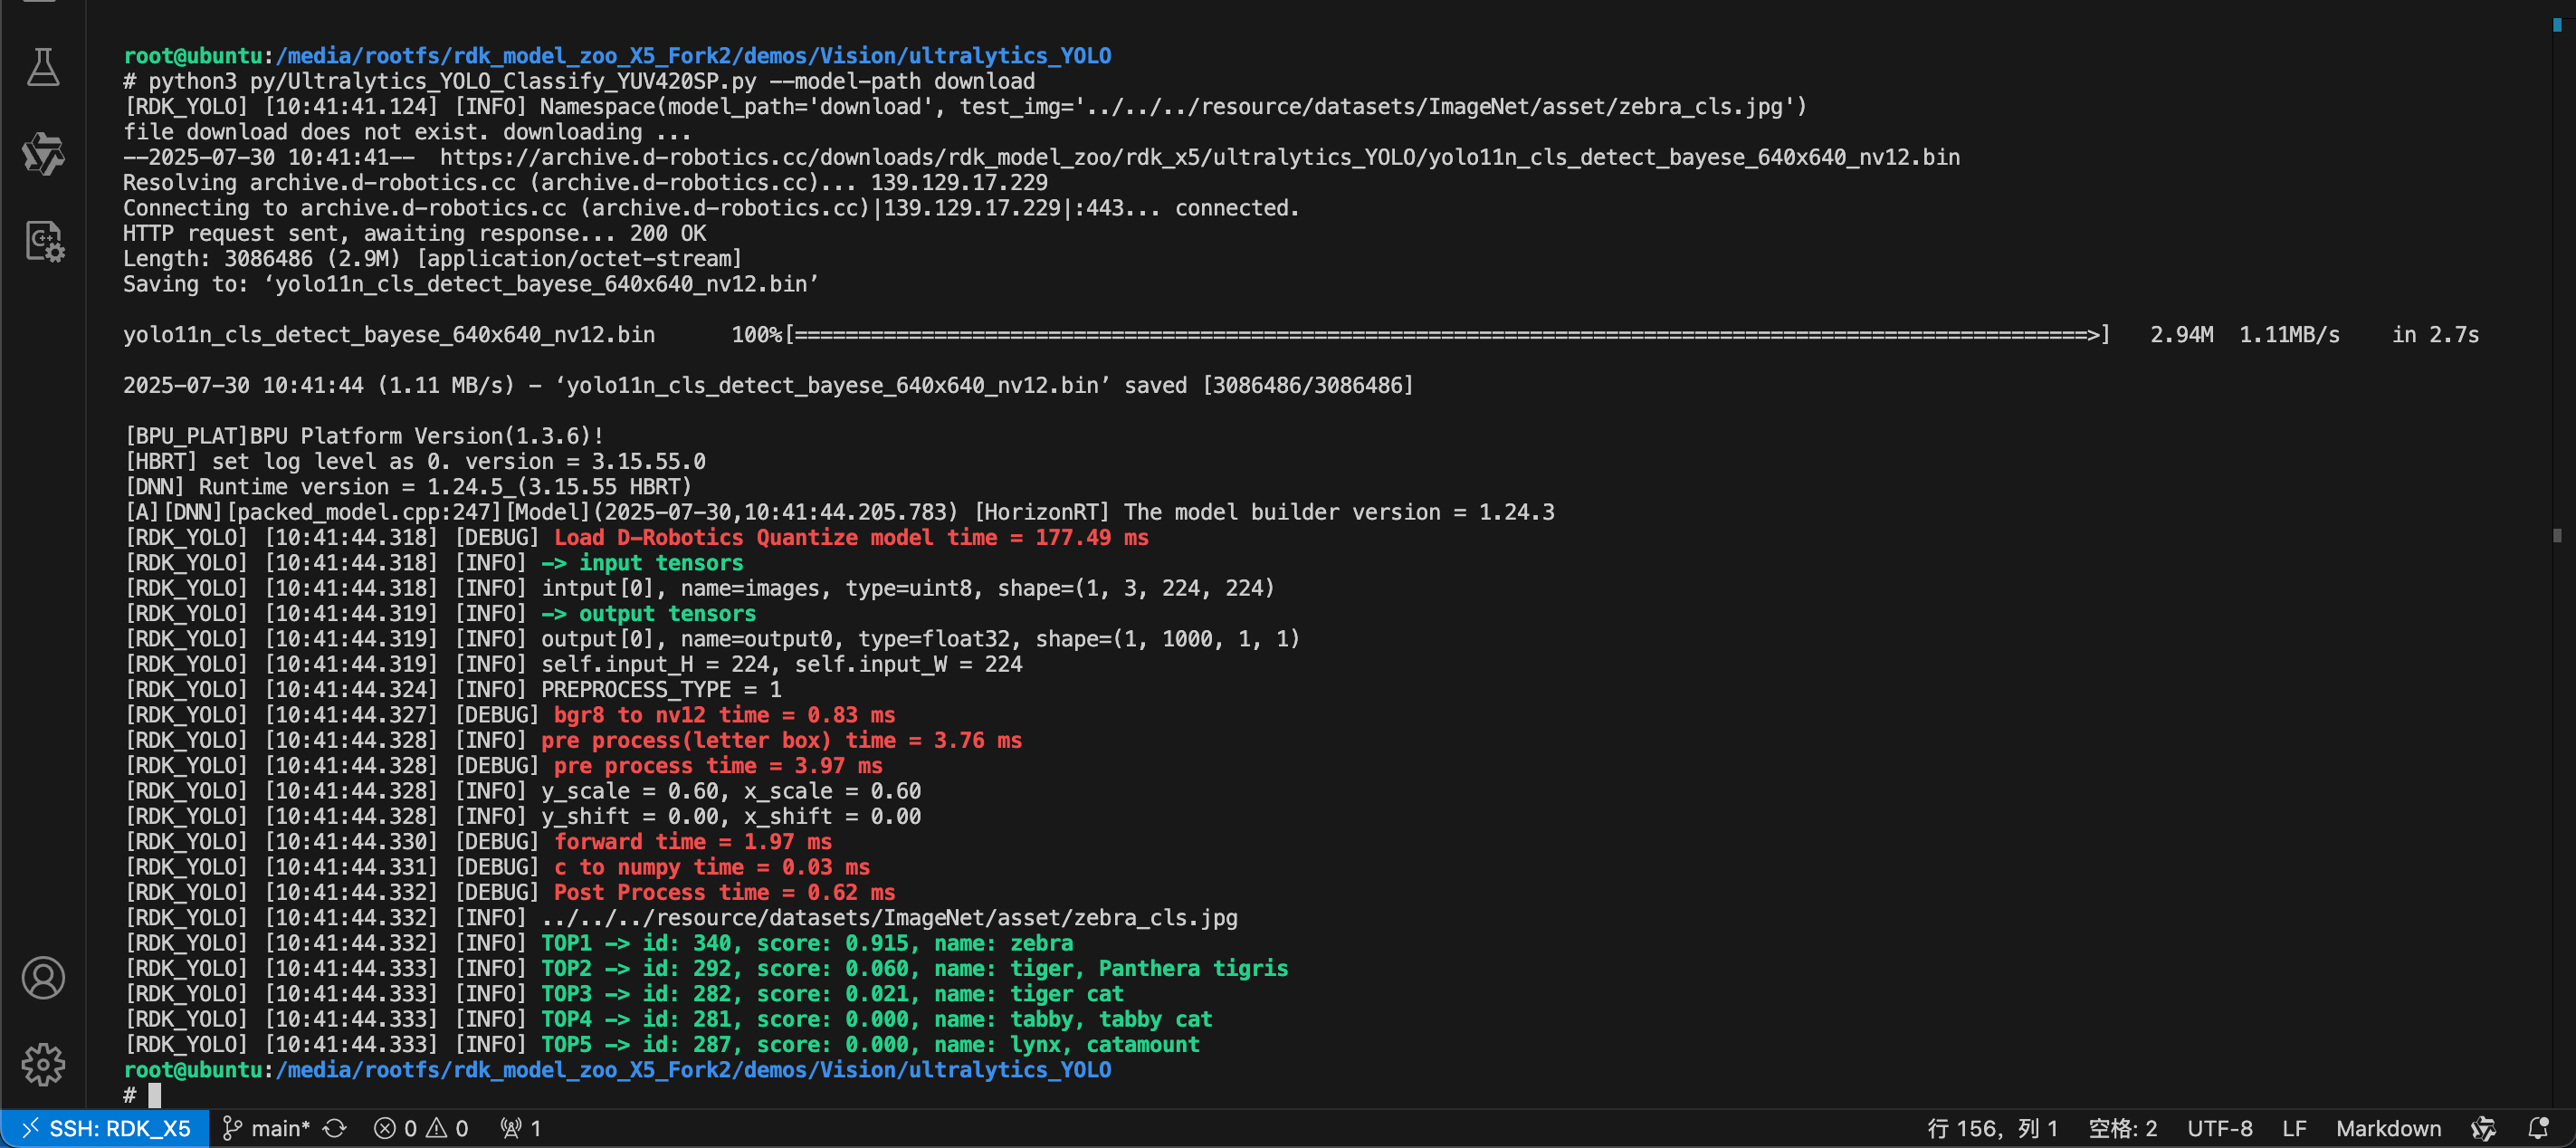 root@ubuntu:/media/rootfs/rdk_model_zoo_X5_Fork2/demos/Vision/ultralytics_YOLO
# python3 py/Ultralytics_YOLO_Classify_YUV420SP.py --model-path download
[RDK_YOLO] [10:41:41.124] [INFO] Namespace(model_path='download', test_img='../../../resource/datasets/ImageNet/asset/zebra_cls.jpg')
file download does not exist. downloading ...
--2025-07-30 10:41:41--  https://archive.d-robotics.cc/downloads/rdk_model_zoo/rdk_x5/ultralytics_YOLO/yolo11n_cls_detect_bayese_640x640_nv12.bin
Resolving archive.d-robotics.cc (archive.d-robotics.cc)... 139.129.17.229
Connecting to archive.d-robotics.cc (archive.d-robotics.cc)|139.129.17.229|:443... connected.
HTTP request sent, awaiting response... 200 OK
Length: 3086486 (2.9M) [application/octet-stream]
Saving to: ‘yolo11n_cls_detect_bayese_640x640_nv12.bin’
yolo11n_cls_detect_bayese_640x640_nv12.bin      100%[======================================================================================================>]   2.94M  1.11MB/s    in 2.7s
2025-07-30 10:41:44 (1.11 MB/s) - ‘yolo11n_cls_detect_bayese_640x640_nv12.bin’ saved [3086486/3086486]
[BPU_PLAT]BPU Platform Version(1.3.6)!
[HBRT] set log level as 0. version = 3.15.55.0
[DNN] Runtime version = 1.24.5_(3.15.55 HBRT)
[A][DNN][packed_model.cpp:247][Model](2025-07-30,10:41:44.205.783) [HorizonRT] The model builder version = 1.24.3
[RDK_YOLO] [10:41:44.318] [DEBUG] Load D-Robotics Quantize model time = 177.49 ms
[RDK_YOLO] [10:41:44.318] [INFO] -> input tensors
[RDK_YOLO] [10:41:44.318] [INFO] intput[0], name=images, type=uint8, shape=(1, 3, 224, 224)
[RDK_YOLO] [10:41:44.319] [INFO] -> output tensors
[RDK_YOLO] [10:41:44.319] [INFO] output[0], name=output0, type=float32, shape=(1, 1000, 1, 1)
[RDK_YOLO] [10:41:44.319] [INFO] self.input_H = 224, self.input_W = 224
[RDK_YOLO] [10:41:44.324] [INFO] PREPROCESS_TYPE = 1
[RDK_YOLO] [10:41:44.327] [DEBUG] bgr8 to nv12 time = 0.83 ms
[RDK_YOLO] [10:41:44.328] [INFO] pre process(letter box) time = 3.76 ms
[RDK_YOLO] [10:41:44.328] [DEBUG] pre process time = 3.97 ms
[RDK_YOLO] [10:41:44.328] [INFO] y_scale = 0.60, x_scale = 0.60
[RDK_YOLO] [10:41:44.328] [INFO] y_shift = 0.00, x_shift = 0.00
[RDK_YOLO] [10:41:44.330] [DEBUG] forward time = 1.97 ms
[RDK_YOLO] [10:41:44.331] [DEBUG] c to numpy time = 0.03 ms
[RDK_YOLO] [10:41:44.332] [DEBUG] Post Process time = 0.62 ms
[RDK_YOLO] [10:41:44.332] [INFO] ../../../resource/datasets/ImageNet/asset/zebra_cls.jpg
[RDK_YOLO] [10:41:44.332] [INFO] TOP1 -> id: 340, score: 0.915, name: zebra
[RDK_YOLO] [10:41:44.333] [INFO] TOP2 -> id: 292, score: 0.060, name: tiger, Panthera tigris
[RDK_YOLO] [10:41:44.333] [INFO] TOP3 -> id: 282, score: 0.021, name: tiger cat
[RDK_YOLO] [10:41:44.333] [INFO] TOP4 -> id: 281, score: 0.000, name: tabby, tabby cat
[RDK_YOLO] [10:41:44.333] [INFO] TOP5 -> id: 287, score: 0.000, name: lynx, catamount
root@ubuntu:/media/rootfs/rdk_model_zoo_X5_Fork2/demos/Vision/ultralytics_YOLO
#
SSH: RDK_X5 main* 0 0 1 行 156，列 1 空格: 2 UTF-8 LF Markdown